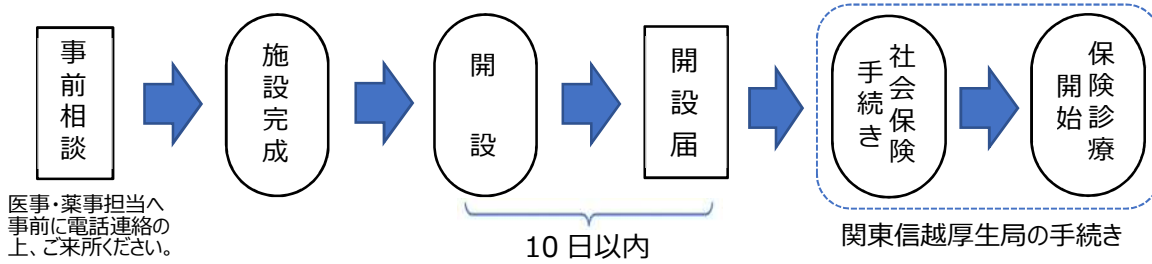 事前相談
施設完成
開設
開設届
社会保険
手続き
保険診療
開始
医事・薬事担当へ
事前に電話連絡の
上、ご来所ください。
10 日以内
関東信越厚生局の手続き